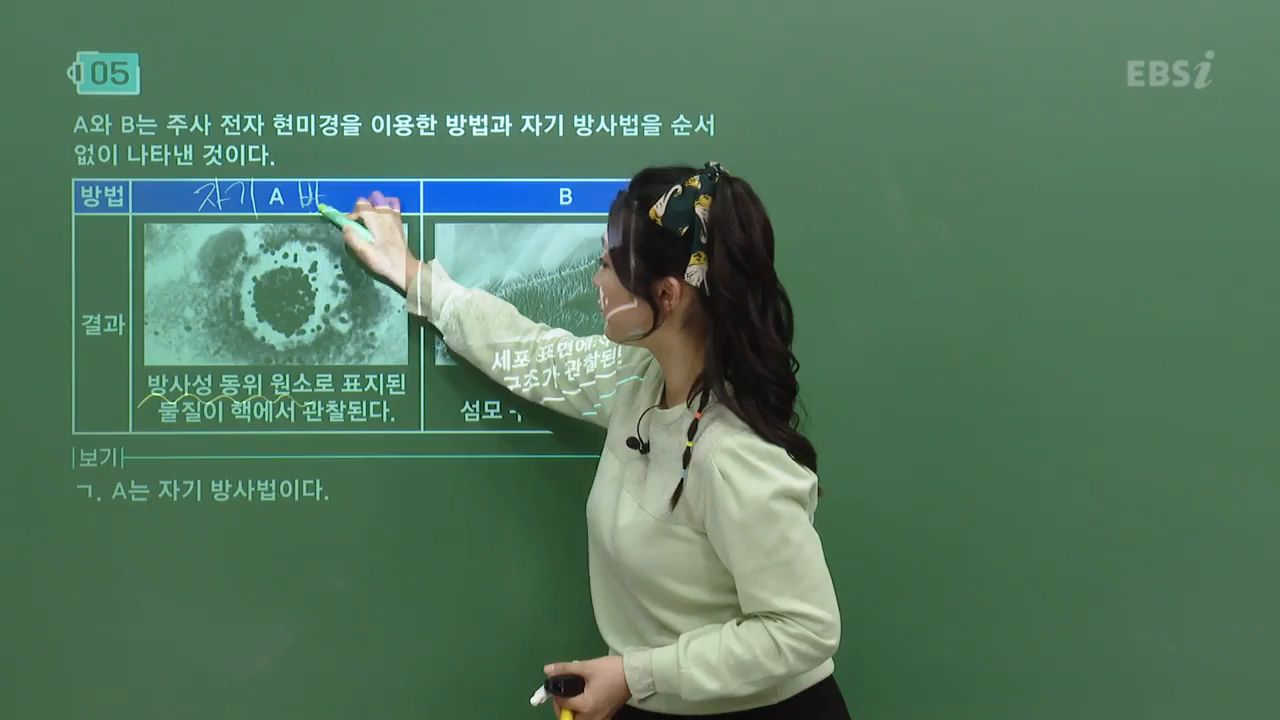 05
EBSi
A와 B는 주사 전자 현미경을 이용한 방법과 자기 방사법을 순서
없이 나타낸 것이다.
방법 자기 A 바 B
결과
방사성 동위 원소로 표지된
물질이 핵에서 관찰된다.
세포 표면에
구조가 관찰된
섬모
보기
ㄱ. A는 자기 방사법이다.